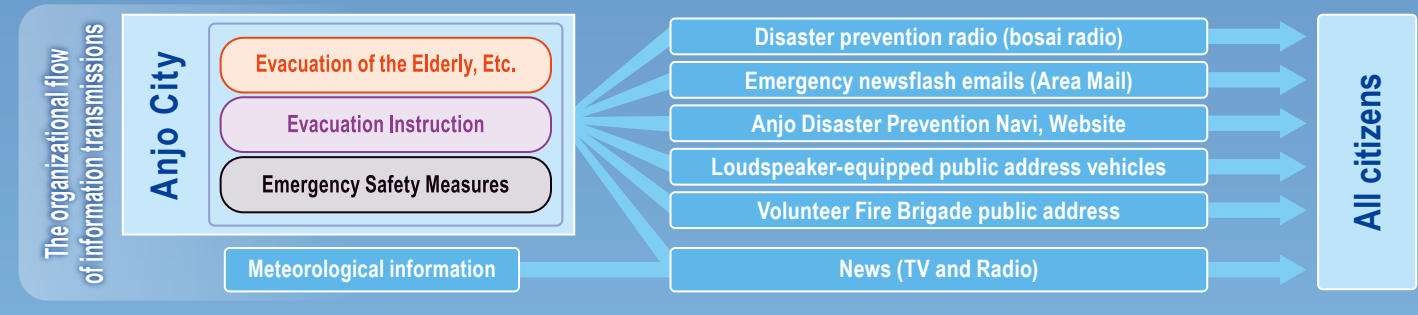 The organizational flow
of information transmissions
Anjo City
Evacuation of the Elderly, Etc.
Evacuation Instruction
Emergency Safety Measures
Meteorological information
Disaster prevention radio (bosai radio)
Emergency newsflash emails (Area Mail)
Anjo Disaster Prevention Navi, Website
Loudspeaker-equipped public address vehicles
Volunteer Fire Brigade public address
News (TV and Radio)
All citizens